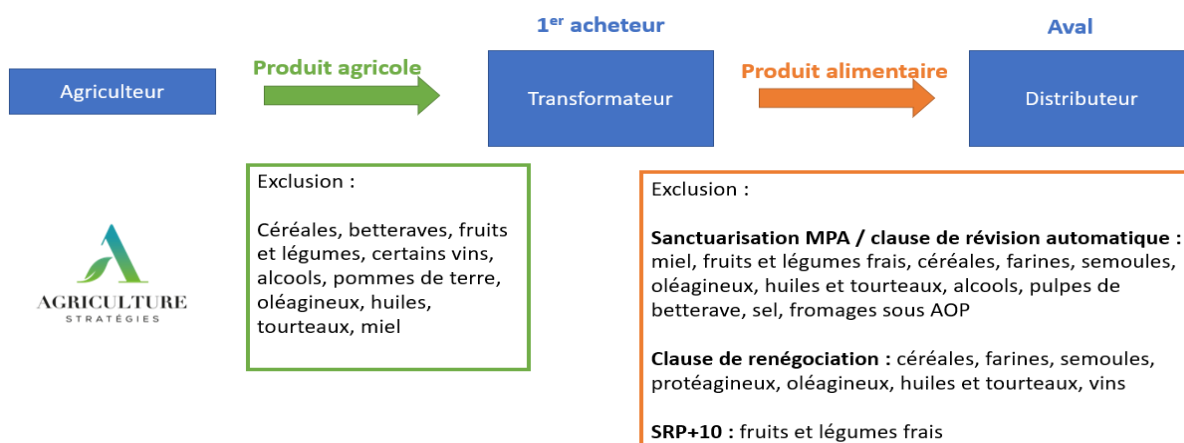 1er acheteur
Aval
Produit agricole
Produit alimentaire
Agriculteur
Transformateur
Distributeur
Exclusion :
Céréales, betteraves, fruits
et légumes, certains vins,
alcools, pommes de terre,
oléagineux, huiles,
tourteaux, miel
AGRICULTURE
STRATÉGIES
Exclusion :
Sanctuarisation MPA / clause de révision automatique :
miel, fruits et légumes frais, céréales, farines, semoules,
oléagineux, huiles et tourteaux, alcools, pulpes de
betterave, sel, fromages sous AOP
Clause de renégociation : céréales, farines, semoules,
protéagineux, oléagineux, huiles et tourteaux, vins
SRP+10 : fruits et légumes frais